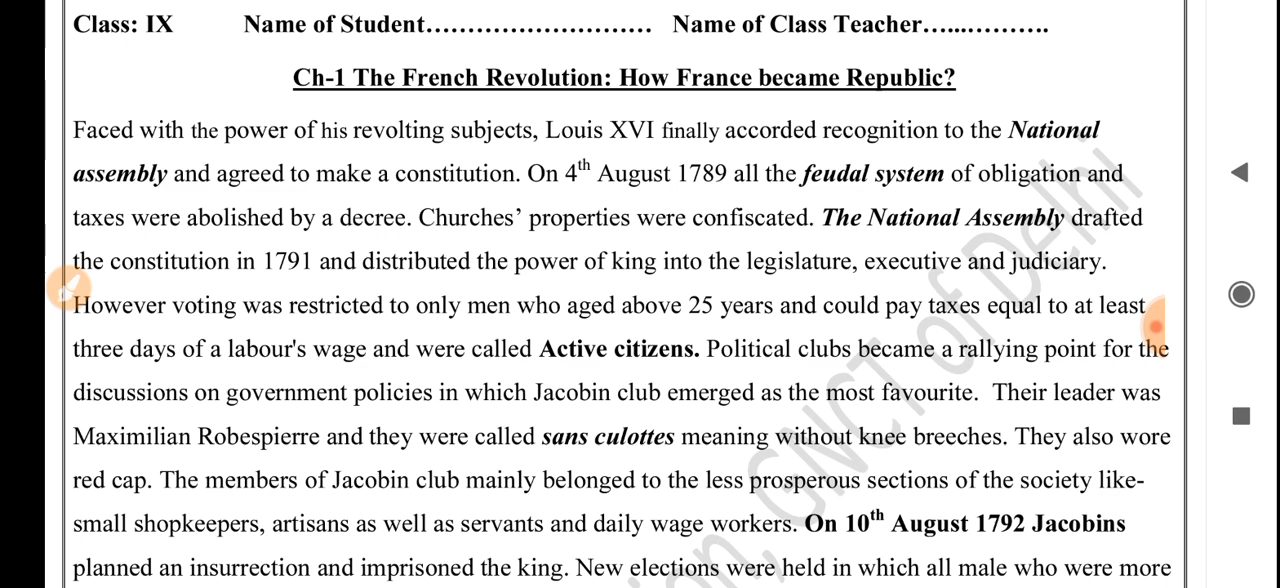 Class: IX Name of Student………………………  Name of Class Teacher…...……….
Ch-1 The French Revolution: How France became Republic?
Faced with the power of his revolting subjects, Louis XVI finally accorded recognition to the National
assembly and agreed to make a constitution. On 4th August 1789 all the feudal system of obligation and
taxes were abolished by a decree. Churches’ properties were confiscated. The National Assembly drafted
the constitution in 1791 and distributed the power of king into the legislature, executive and judiciary.
However voting was restricted to only men who aged above 25 years and could pay taxes equal to at least
three days of a labour's wage and were called Active citizens. Political clubs became a rallying point for the
discussions on government policies in which Jacobin club emerged as the most favourite. Their leader was
Maximilian Robespierre and they were called sans culottes meaning without knee breeches. They also wore
red cap. The members of Jacobin club mainly belonged to the less prosperous sections of the society like-
small shopkeepers, artisans as well as servants and daily wage workers. On 10th August 1792 Jacobins
planned an insurrection and imprisoned the king. New elections were held in which all male who were more
GNCT of Delhi